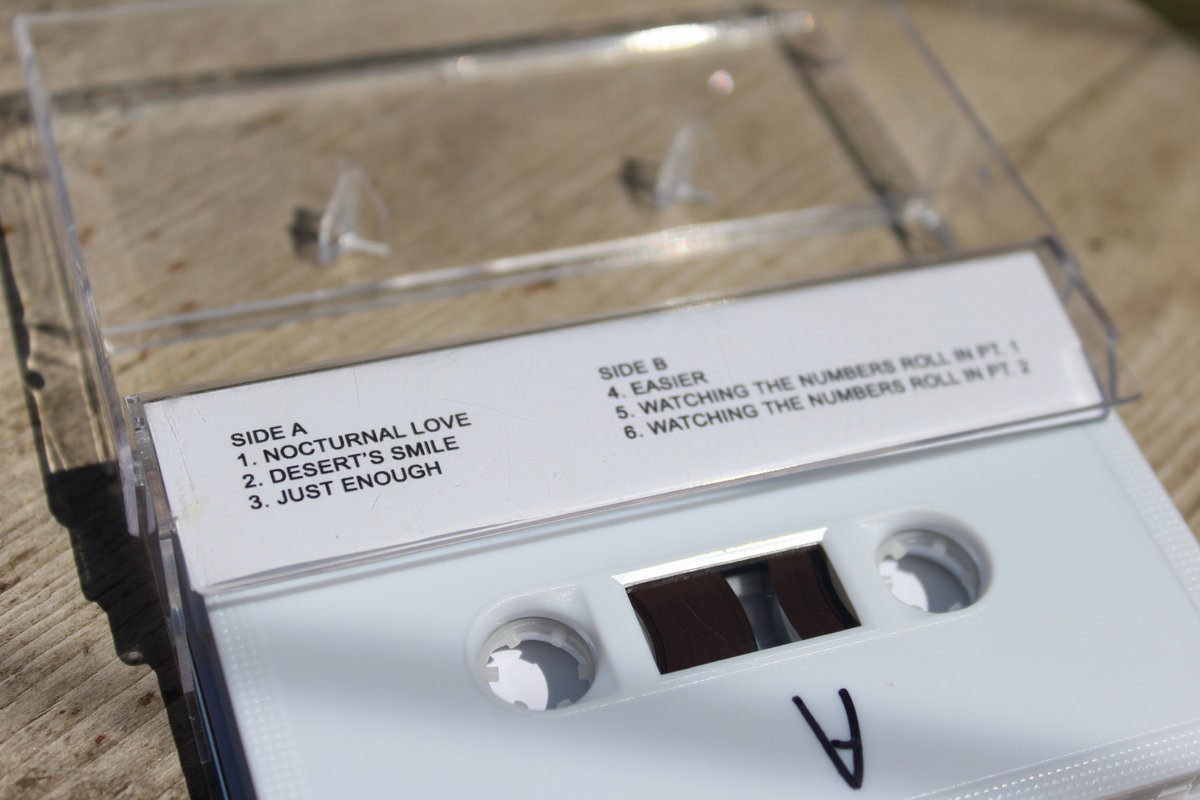 SIDE A
1. NOCTURNAL LOVE
2. DESERT'S SMILE
3. JUST ENOUGH
SIDE B
4. EASIER
5. WATCHING THE NUMBERS ROLL IN PT. 1
6. WATCHING THE NUMBERS ROLL IN PT. 2
A